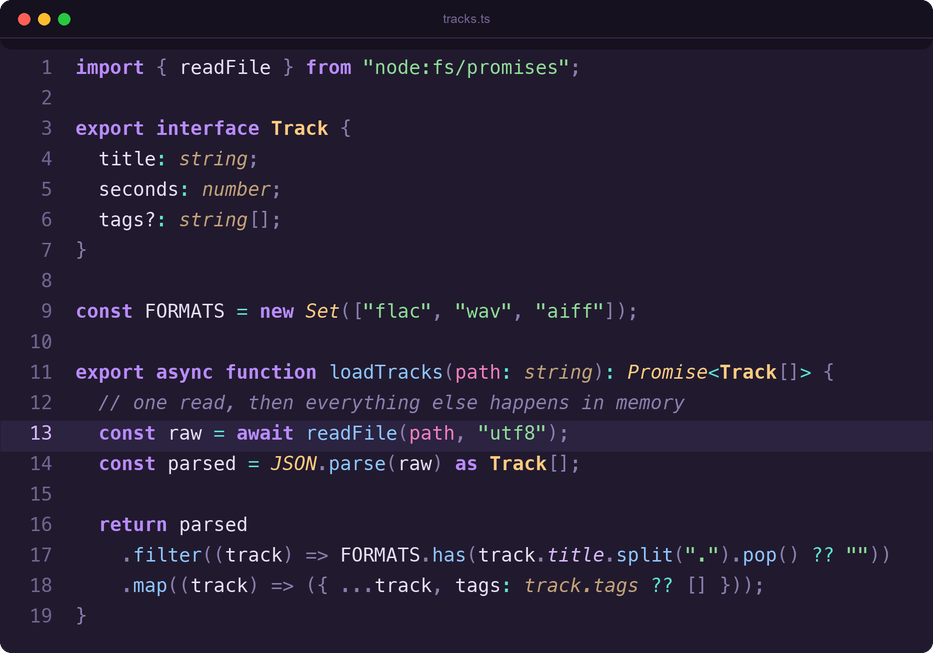 tracks.ts
1 import { readFile } from "node:fs/promises";
2
3 export interface Track {
4   title: string;
5   seconds: number;
6   tags?: string[];
7 }
8
9 const FORMATS = new Set(["flac", "wav", "aiff"]);
10
11 export async function loadTracks(path: string): Promise<Track[]> {
12   // one read, then everything else happens in memory
13   const raw = await readFile(path, "utf8");
14   const parsed = JSON.parse(raw) as Track[];
15
16   return parsed
17     .filter((track) => FORMATS.has(track.title.split(".").pop() ?? ""))
18     .map((track) => ({ ...track, tags: track.tags ?? [] }));
19 }